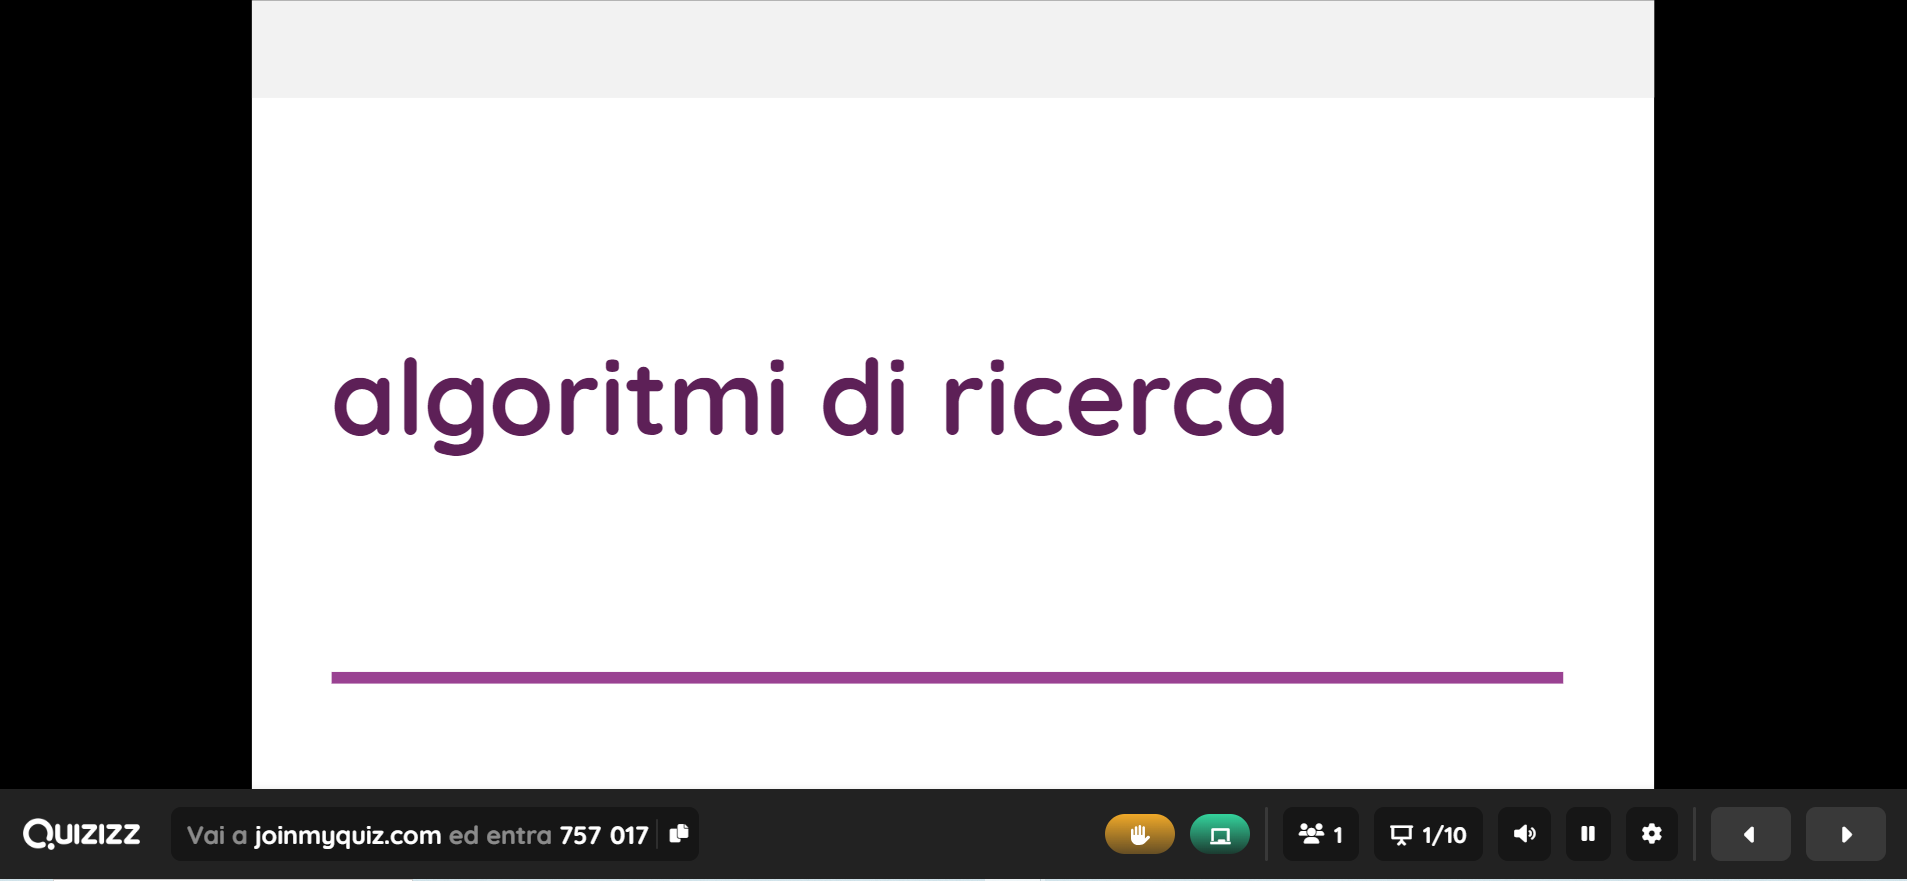 algoritmi di ricerca
QUIZIZZ
Vai a joinmyquiz.com ed entra 757 017
1
1/10